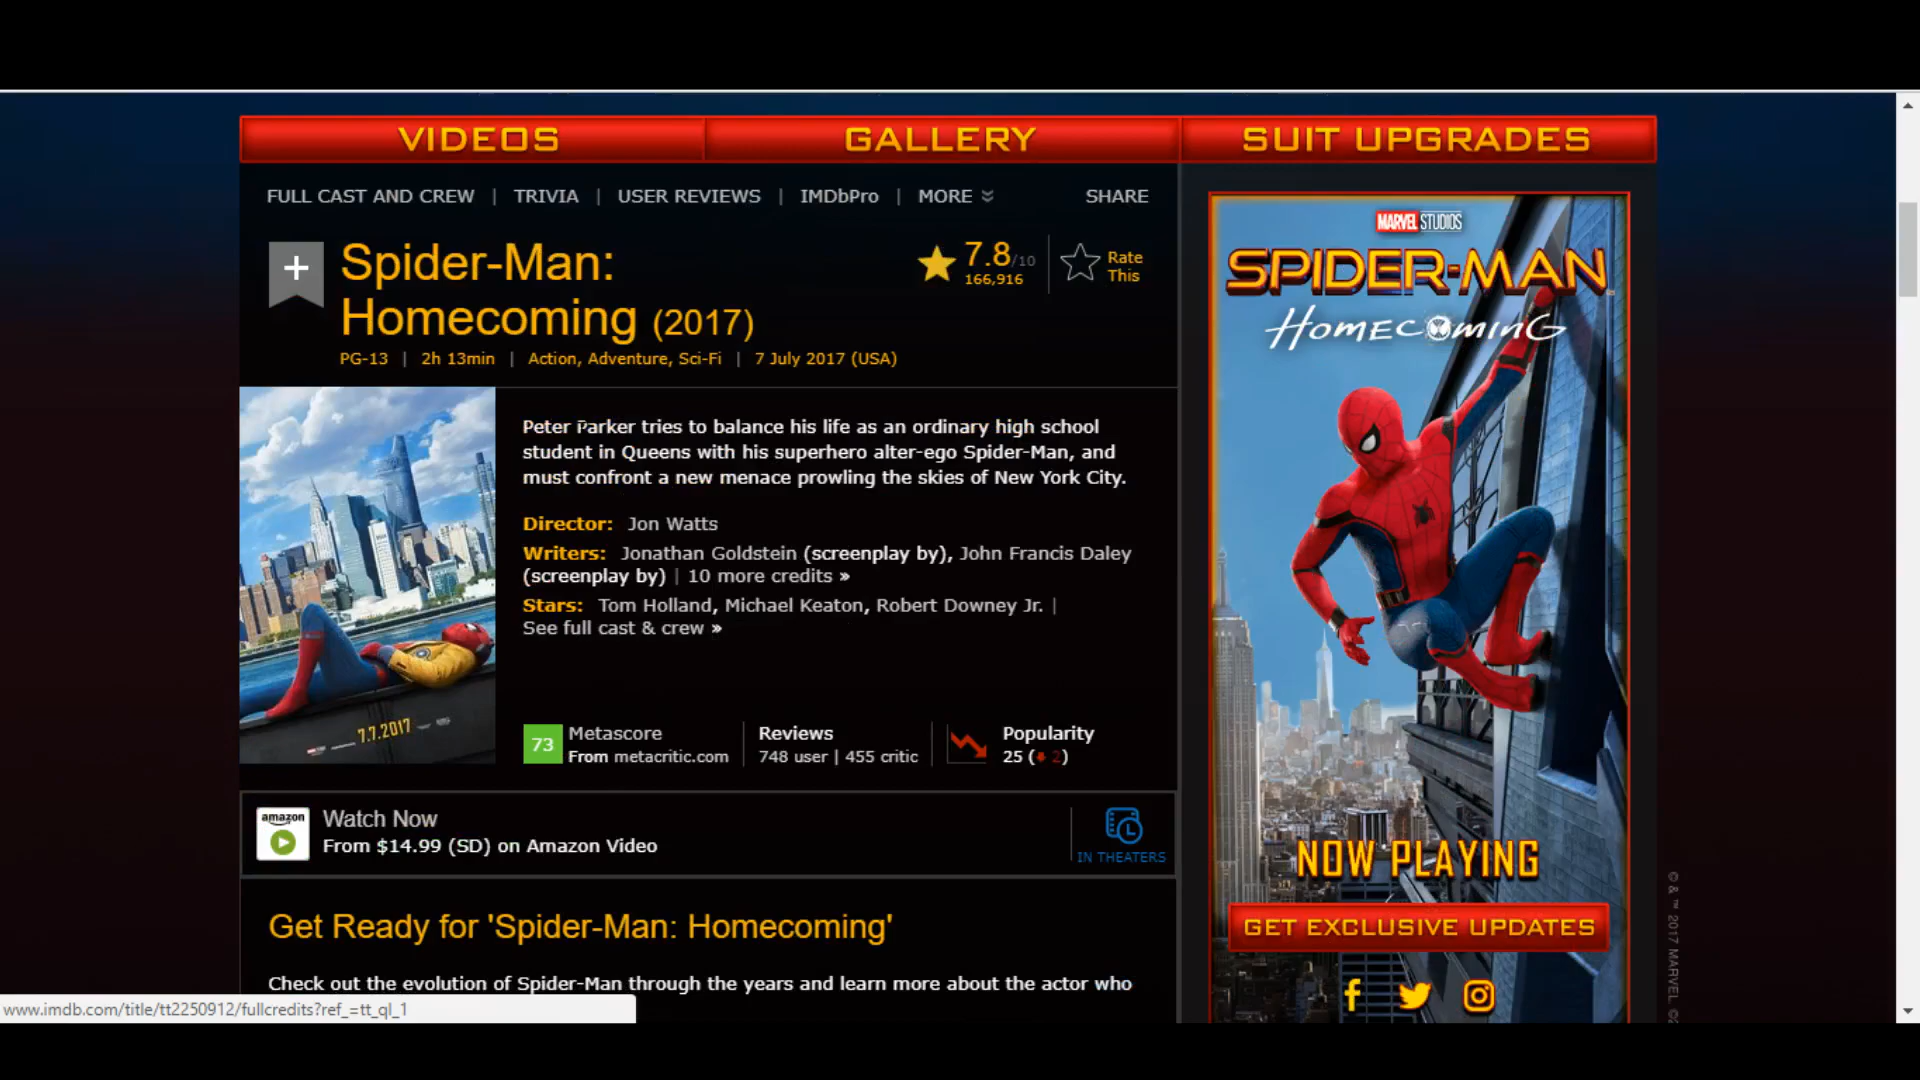 VIDEOS
GALLERY
SUIT UPGRADES
FULL CAST AND CREW | TRIVIA | USER REVIEWS | IMDbPro | MORE
SHARE
+
Spider-Man:
Homecoming (2017)
7.8/10
166,916
Rate
This
PG-13 | 2h 13min | Action, Adventure, Sci-Fi | 7 July 2017 (USA)
7.7.2017
Peter Parker tries to balance his life as an ordinary high school
student in Queens with his superhero alter-ego Spider-Man, and
must confront a new menace prowling the skies of New York City.
Director: Jon Watts
Writers: Jonathan Goldstein (screenplay by), John Francis Daley
(screenplay by) | 10 more credits »
Stars: Tom Holland, Michael Keaton, Robert Downey Jr. |
See full cast & crew »
73
Metascore
From metacritic.com
Reviews
748 user | 455 critic
Popularity
25 (2)
amazon
Watch Now
From $14.99 (SD) on Amazon Video
IN THEATERS
Get Ready for 'Spider-Man: Homecoming'
Check out the evolution of Spider-Man through the years and learn more about the actor who
www.imdb.com/title/tt2250912/fullcredits?ref_=tt_ql_1
MARVEL STUDIOS
SPIDER-MAN
HOMECOMING
NOW PLAYING
GET EXCLUSIVE UPDATES
© & ™ 2017 MARVEL.